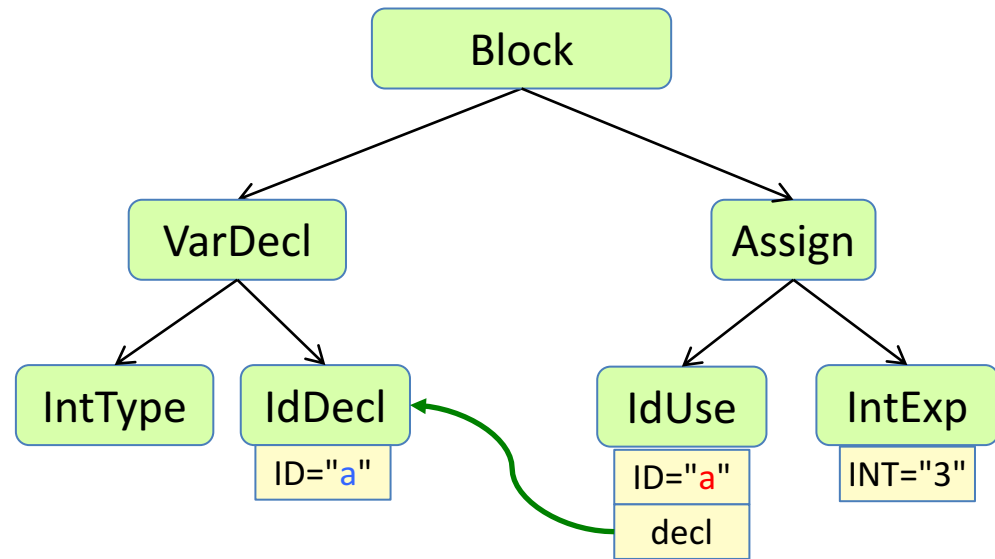 Block
VarDecl
Assign
IntType
IdDecl
IdUse
IntExp
ID="a"
ID="a"
INT="3"
decl